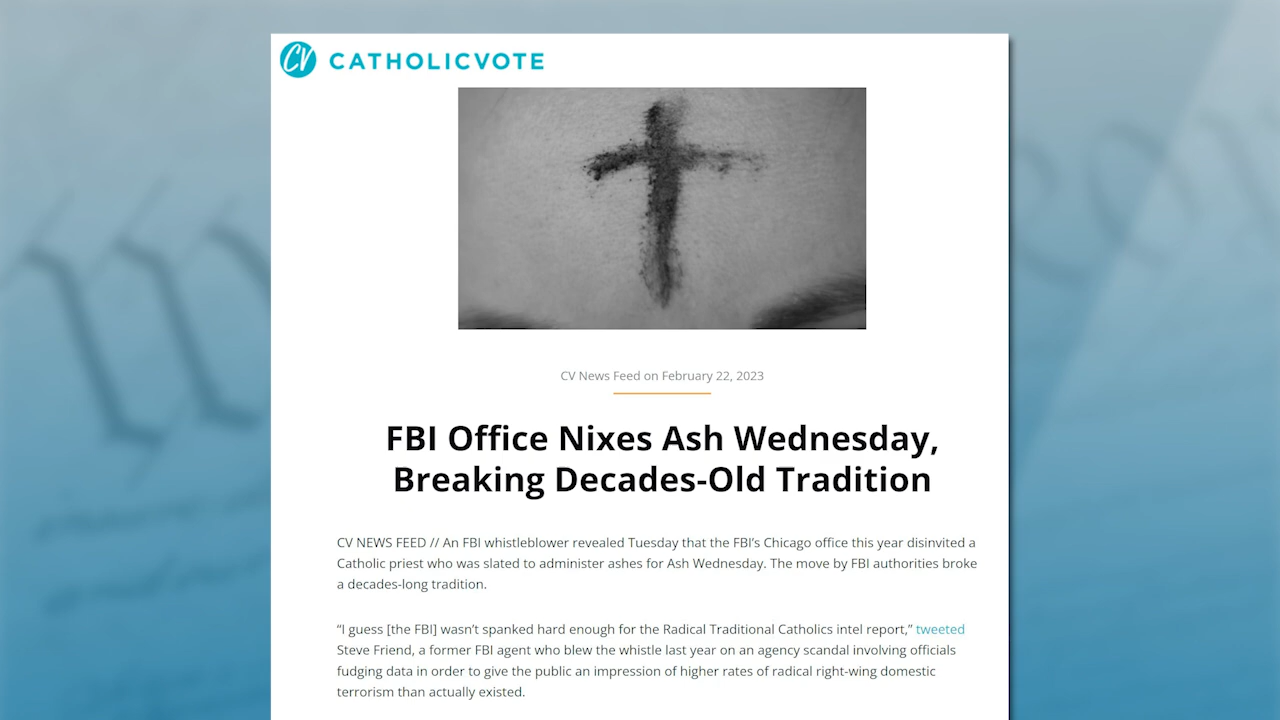 CV CATHOLICVOTE
CV News Feed on February 22, 2023
FBI Office Nixes Ash Wednesday,
Breaking Decades-Old Tradition
CV NEWS FEED // An FBI whistleblower revealed Tuesday that the FBI’s Chicago office this year disinvited a
Catholic priest who was slated to administer ashes for Ash Wednesday. The move by FBI authorities broke
a decades-long tradition.
“I guess [the FBI] wasn’t spanked hard enough for the Radical Traditional Catholics intel report,” tweeted
Steve Friend, a former FBI agent who blew the whistle last year on an agency scandal involving officials
fudging data in order to give the public an impression of higher rates of radical right-wing domestic
terrorism than actually existed.